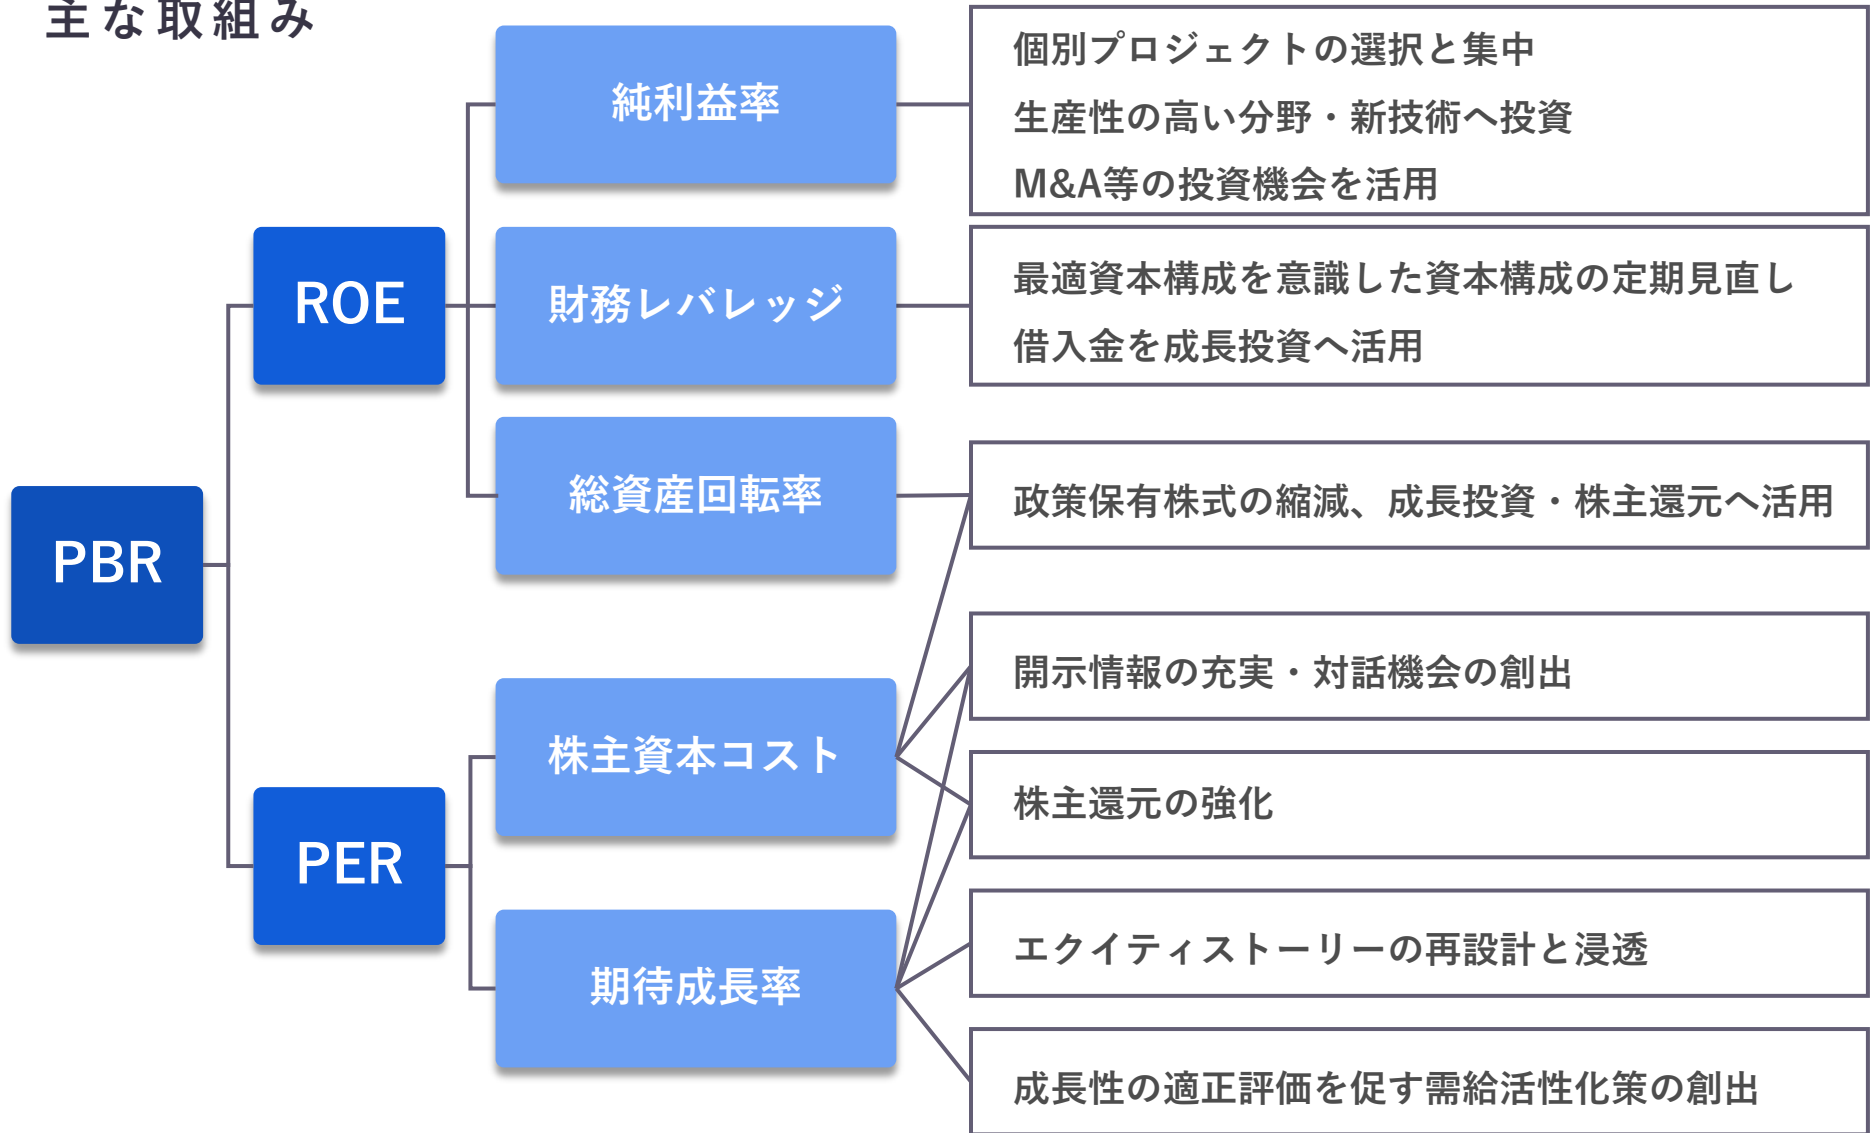 主な取組み
純利益率
個別プロジェクトの選択と集中
生産性の高い分野・新技術へ投資
M&A等の投資機会を活用
ROE
財務レバレッジ
最適資本構成を意識した資本構成の定期見直し
借入金を成長投資へ活用
総資産回転率
政策保有株式の縮減、成長投資・株主還元へ活用
PBR
開示情報の充実・対話機会の創出
株主資本コスト
株主還元の強化
PER
エクイティストーリーの再設計と浸透
期待成長率
成長性の適正評価を促す需給活性化策の創出